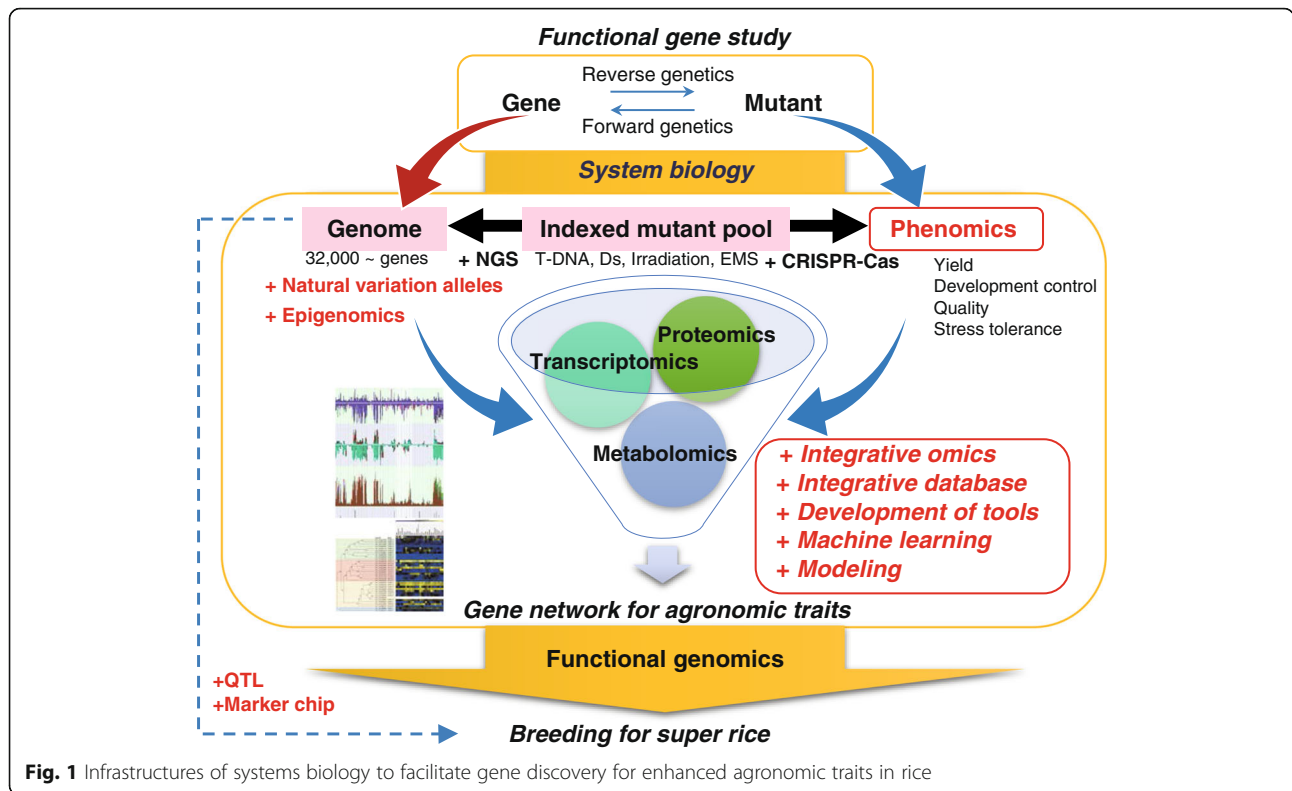 Functional gene study
Reverse genetics
Gene
Mutant
Forward genetics
System biology
Genome
Indexed mutant pool
Phenomics
32,000 ~ genes
+ NGS
T-DNA, Ds, Irradiation, EMS
+ CRISPR-Cas
+ Natural variation alleles
+ Epigenomics
Yield
Development control
Quality
Stress tolerance
Proteomics
Transcriptomics
Metabolomics
+ Integrative omics
+ Integrative database
+ Development of tools
+ Machine learning
+ Modeling
Gene network for agronomic traits
Functional genomics
+QTL
+Marker chip
Breeding for super rice
Fig. 1 Infrastructures of systems biology to facilitate gene discovery for enhanced agronomic traits in rice